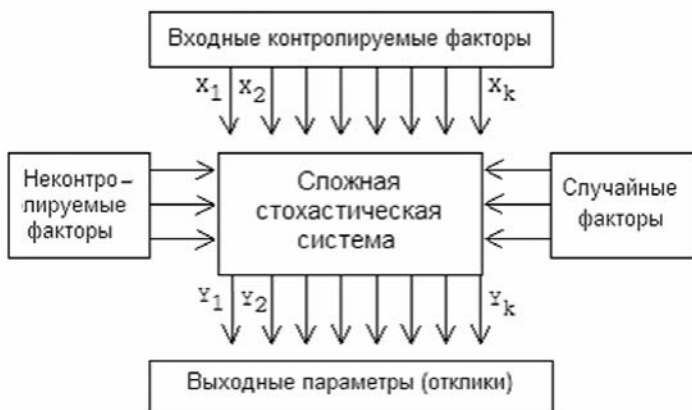 Входные контролируемые факторы
X1 X2 Xk
Неконтро-
лируемые
факторы
Сложная
стохастическая
система
Случайные
факторы
Y1 Y2 Yk
Выходные параметры (отклики)